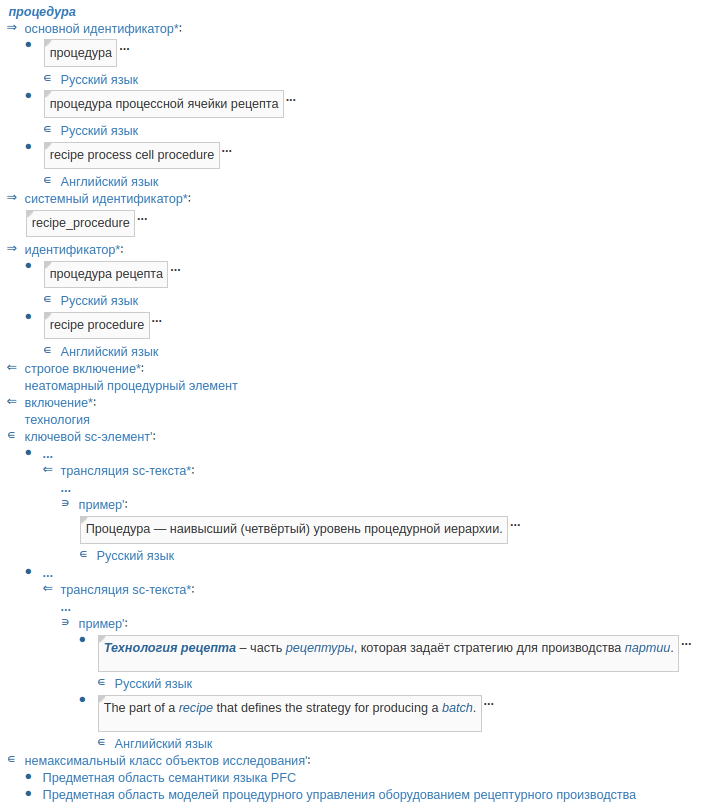 процедура
⇒ основной идентификатор*:
• процедура ...
∈ Русский язык
• процедура процессной ячейки рецепта ...
∈ Русский язык
• recipe process cell procedure ...
∈ Английский язык
⇒ системный идентификатор*:
recipe_procedure ...
⇒ идентификатор*:
• процедура рецепта ...
∈ Русский язык
• recipe procedure ...
∈ Английский язык
⇐ строгое включение*:
неатомарный процедурный элемент
⇐ включение*:
технология
∈ ключевой sc-элемент':
• ...
⇐ трансляция sc-текста*:
...
∋ пример':
Процедура — наивысший (четвёртый) уровень процедурной иерархии. ...
∈ Русский язык
• ...
⇐ трансляция sc-текста*:
...
∋ пример':
• Технология рецепта – часть рецептуры, которая задаёт стратегию для производства партии. ...
∈ Русский язык
• The part of a recipe that defines the strategy for producing a batch. ...
∈ Английский язык
∈ немаксимальный класс объектов исследования':
• Предметная область семантики языка PFC
• Предметная область моделей процедурного управления оборудованием рецептурного производства